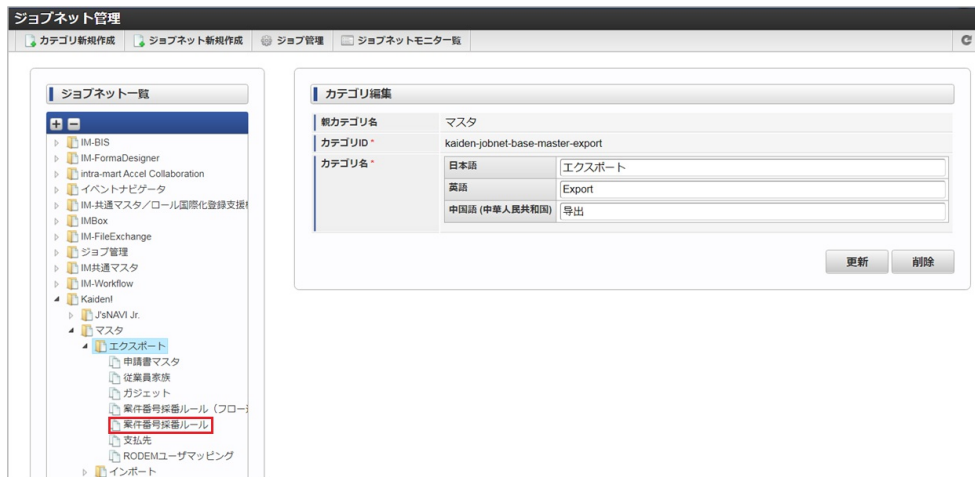 ジョブネット管理
カテゴリ新規作成 ジョブネット新規作成 ジョブ管理 ジョブネットモニター覧
ジョブネット一覧
IM-BIS
IM-FormaDesigner
intra-mart Accel Collaboration
イベントナビゲータ
IM-共通マスタ／ロール国際化登録支援
IMBox
IM-FileExchange
ジョブ管理
IM共通マスタ
IM-Workflow
Kaiden!
J'sNAVI Jr.
マスタ
エクスポート
申請書マスタ
従業員家族
ガジェット
案件番号採番ルール（フロー
案件番号採番ルール
支払先
RODEMユーザマッピング
インポート
カテゴリ編集
親カテゴリ名 マスタ
カテゴリID * kaiden-jobnet-base-master-export
カテゴリ名 * 日本語 エクスポート
英語 Export
中国語 (中華人民共和国) 导出
更新 削除